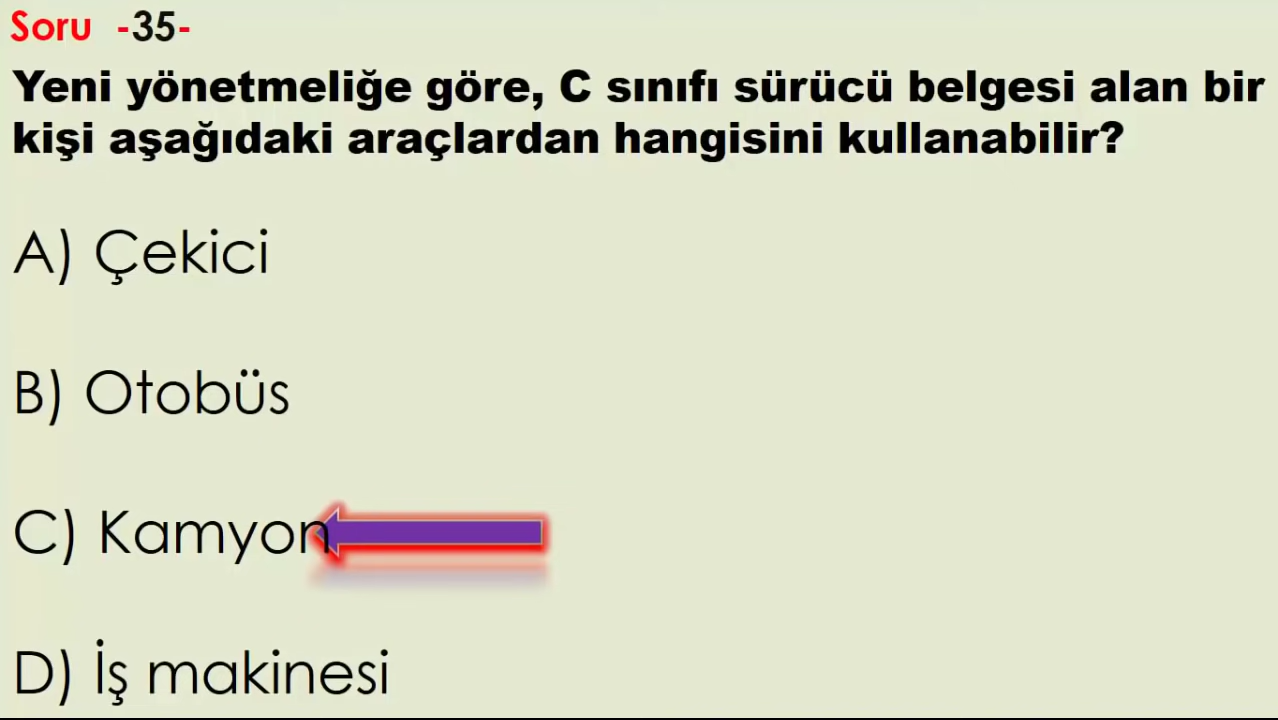 Soru -35-
Yeni yönetmeliğe göre, C sınıfı sürücü belgesi alan bir
kişi aşağıdaki araçlardan hangisini kullanabilir?
A) Çekici
B) Otobüs
C) Kamyon
D) İş makinesi